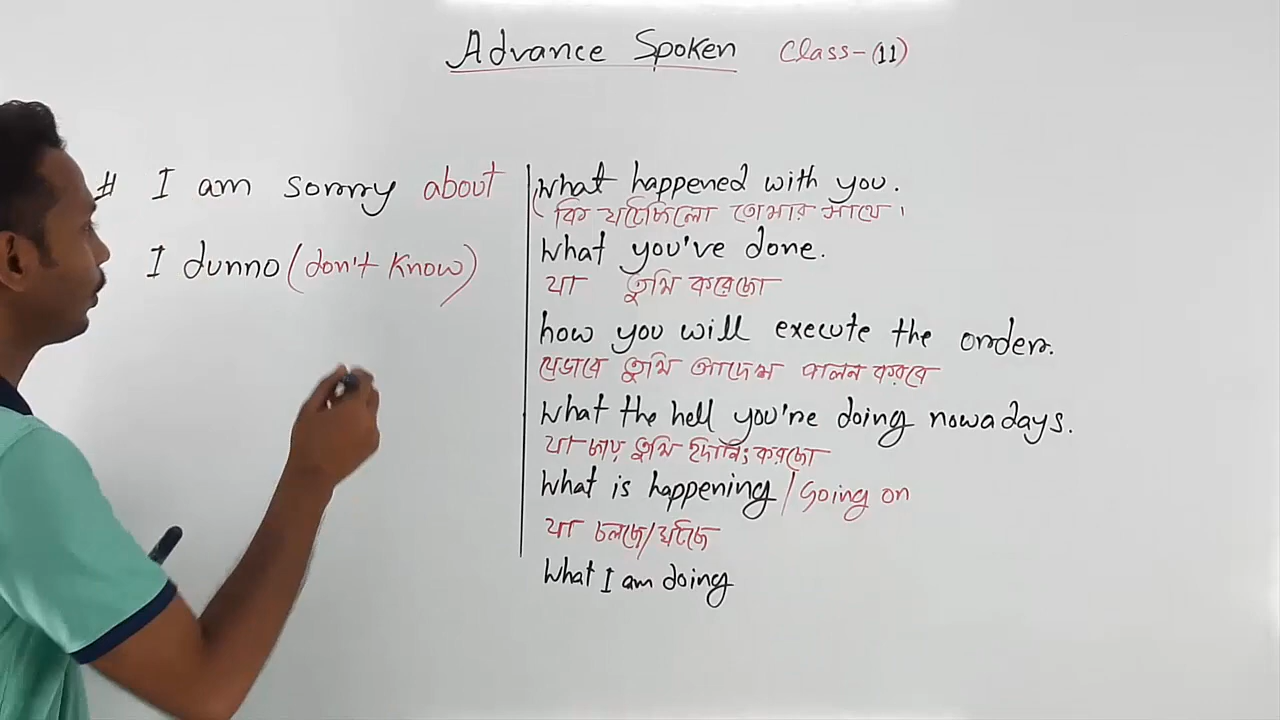 Advance Spoken Class-(11)
# I am sorry about
I dunno (don't know)
what happened with you.
কি ঘটেছিলো তোমার সাথে।
what you've done.
যা তুমি করেছো
how you will execute the order.
যেভাবে তুমি আদেশ পালন করবে
what the hell you're doing nowadays.
যা তুমি ইদানিং করছো
what is happening/going on
যা চলছে/ঘটছে
what I am doing